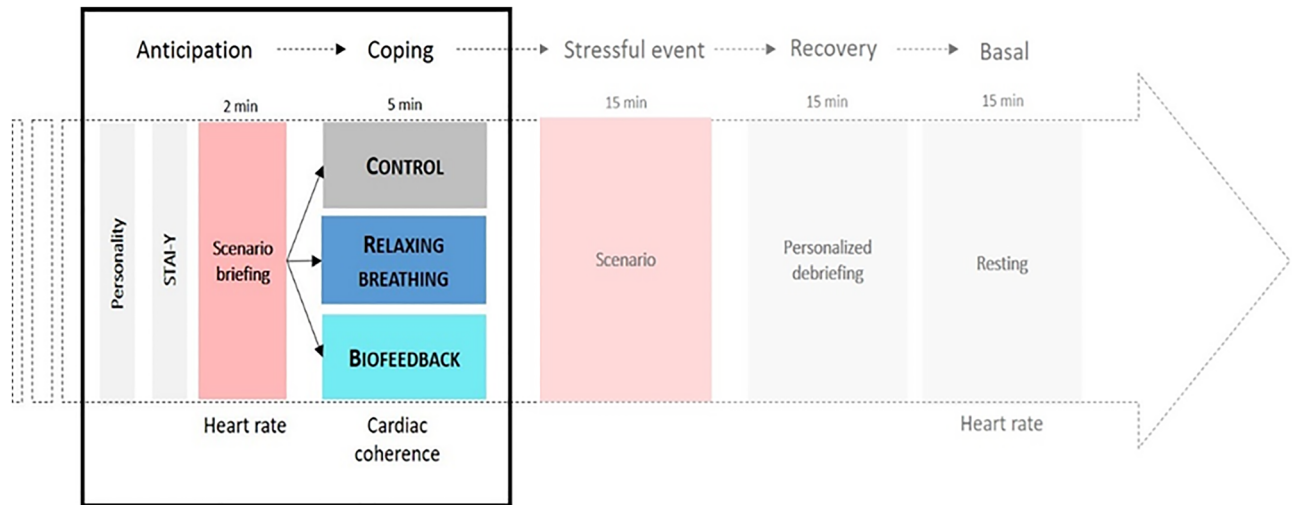 Anticipation
Coping
Stressful event
Recovery
Basal
2 min
5 min
15 min
15 min
15 min
Personality
STAI-Y
Scenario
briefing
CONTROL
RELAXING
BREATHING
BIOFEEDBACK
Scenario
Personalized
debriefing
Resting
Heart rate
Cardiac
coherence
Heart rate